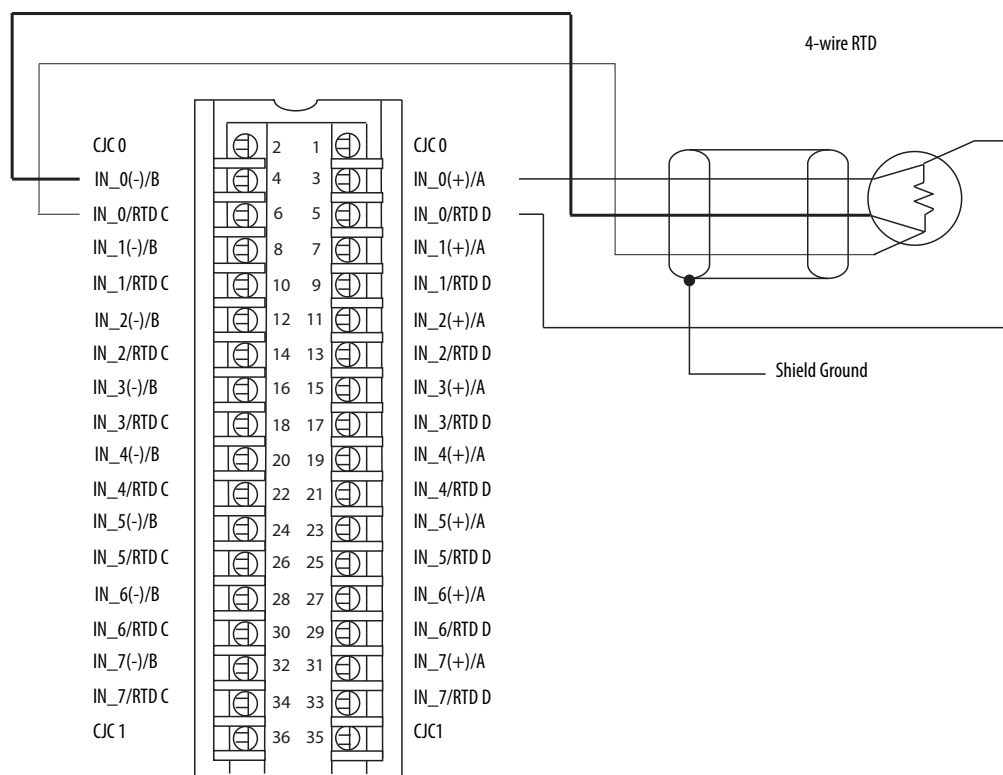 4-wire RTD
CJC 0 2 1 CJC 0
IN_0(-)/B 4 3 IN_0(+)/A
IN_0/RTD C 6 5 IN_0/RTD D
IN_1(-)/B 8 7 IN_1(+)/A
IN_1/RTD C 10 9 IN_1/RTD D
IN_2(-)/B 12 11 IN_2(+)/A
IN_2/RTD C 14 13 IN_2/RTD D
Shield Ground
IN_3(-)/B 16 15 IN_3(+)/A
IN_3/RTD C 18 17 IN_3/RTD D
IN_4(-)/B 20 19 IN_4(+)/A
IN_4/RTD C 22 21 IN_4/RTD D
IN_5(-)/B 24 23 IN_5(+)/A
IN_5/RTD C 26 25 IN_5/RTD D
IN_6(-)/B 28 27 IN_6(+)/A
IN_6/RTD C 30 29 IN_6/RTD D
IN_7(-)/B 32 31 IN_7(+)/A
IN_7/RTD C 34 33 IN_7/RTD D
CJC 1 36 35 CJC1